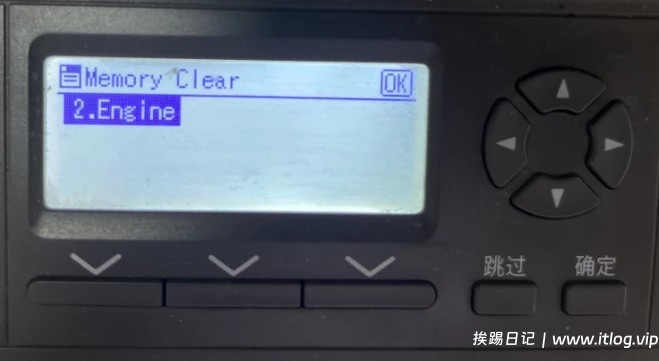 Memory Clear OK
2.Engine
跳过 确定
挨踢日记 | www.itlog.vip